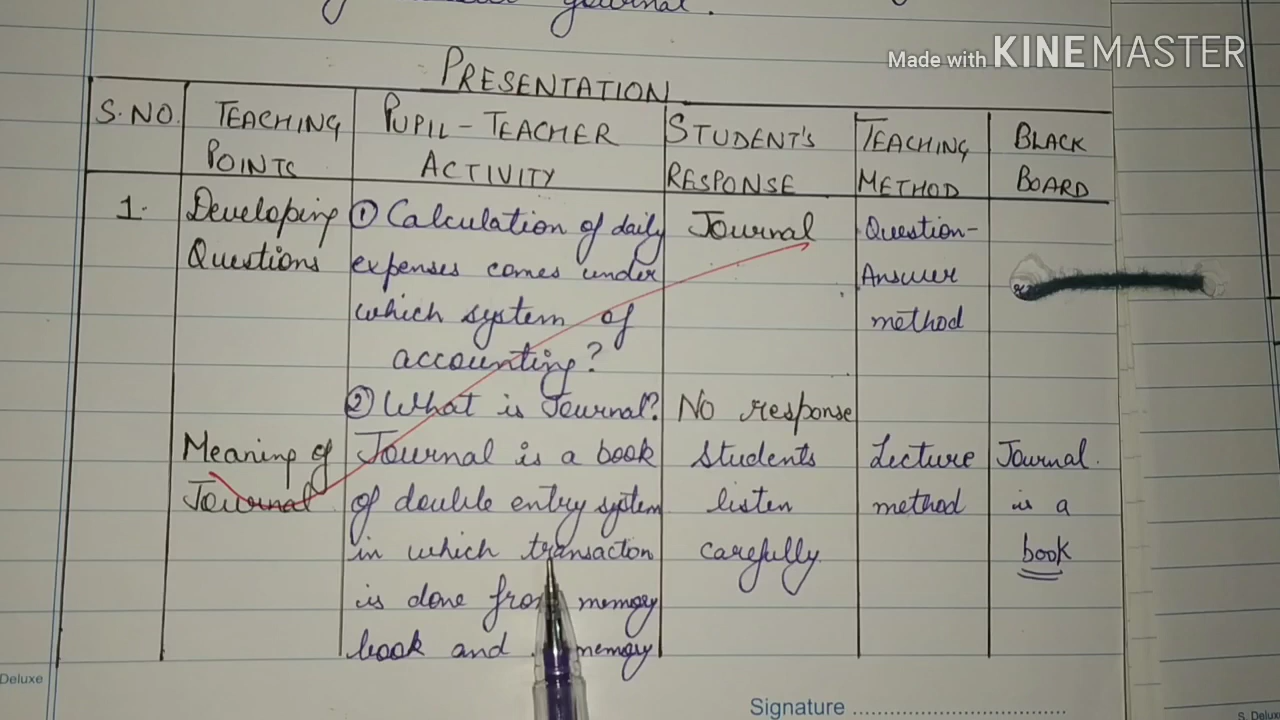 journal.
Made with KINEMASTER
PRESENTATION
S.NO. TEACHING POINTS PUPIL-TEACHER ACTIVITY STUDENT'S RESPONSE TEACHING METHOD BLACK BOARD
1. Developing Questions
① Calculation of daily
expenses comes under
which system of
accounting?
Journal
Question-
Answer
method
② What is Journal?
No response
Meaning of
Journal
Journal is a book
of double entry system
in which transacton
is done from memory
book and memory
Students
listen
carefully.
Lecture
method
Journal
is a
book
Deluxe
Signature
S. Deluxe